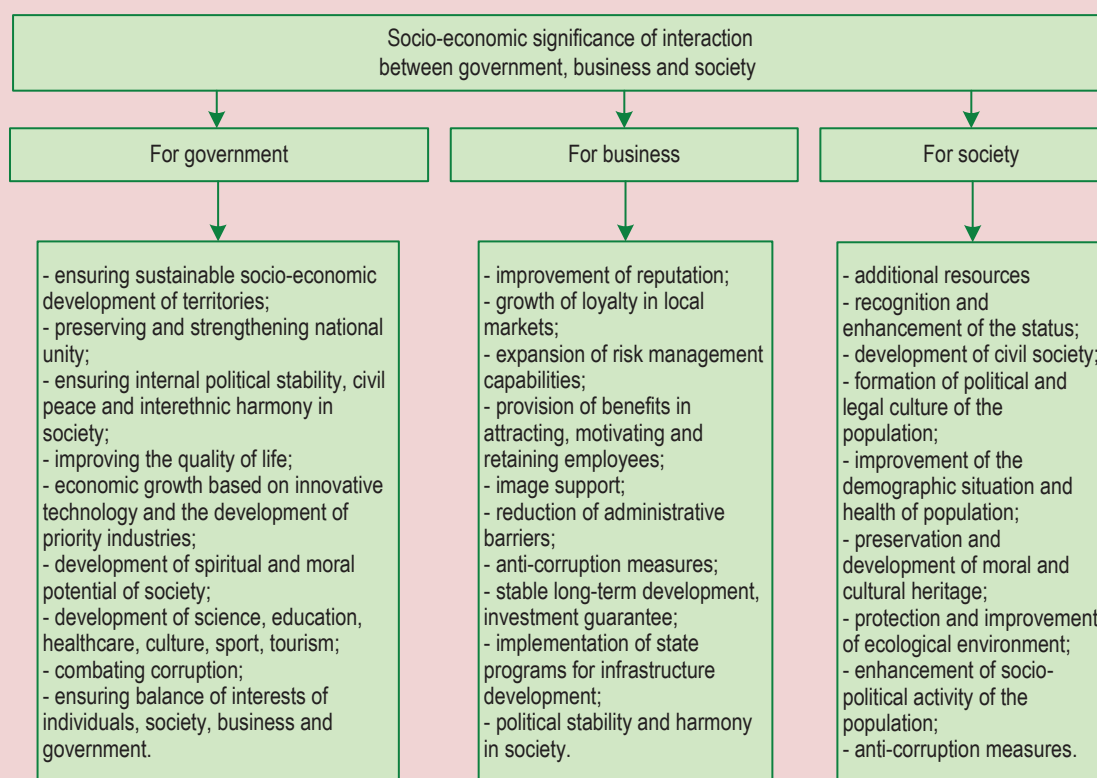 Socio-economic significance of interaction
between government, business and society
For government
For business
For society
- ensuring sustainable socio-economic
development of territories;
- preserving and strengthening national
unity;
- ensuring internal political stability, civil
peace and interethnic harmony in
society;
- improving the quality of life;
- economic growth based on innovative
technology and the development of
priority industries;
- development of spiritual and moral
potential of society;
- development of science, education,
healthcare, culture, sport, tourism;
- combating corruption;
- ensuring balance of interests of
individuals, society, business and
government.
- improvement of reputation;
- growth of loyalty in local
markets;
- expansion of risk management
capabilities;
- provision of benefits in
attracting, motivating and
retaining employees;
- image support;
- reduction of administrative
barriers;
- anti-corruption measures;
- stable long-term development,
investment guarantee;
- implementation of state
programs for infrastructure
development;
- political stability and harmony
in society.
- additional resources
- recognition and
enhancement of the status;
- development of civil society;
- formation of political and
legal culture of the
population;
- improvement of the
demographic situation and
health of population;
- preservation and
development of moral and
cultural heritage;
- protection and improvement
of ecological environment;
- enhancement of socio-
political activity of the
population;
- anti-corruption measures.